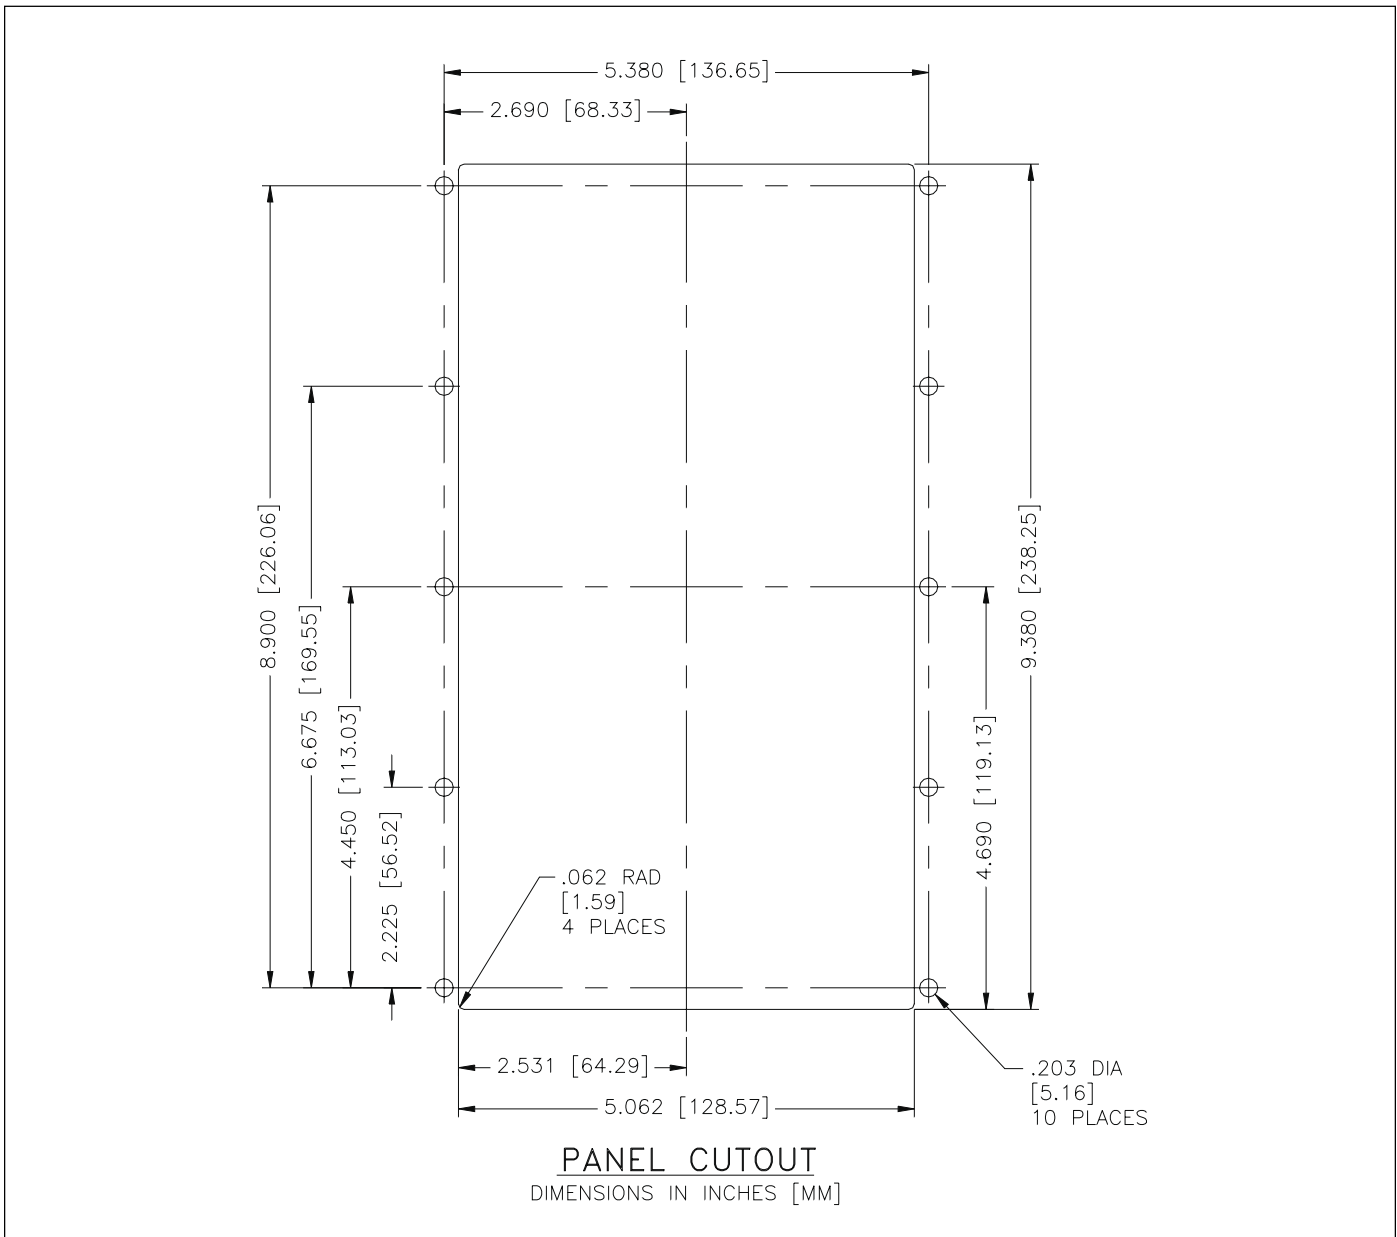 5.380 [136.65]
2.690 [68.33]
8.900 [226.06]
6.675 [169.55]
4.450 [113.03]
2.225 [56.52]
9.380 [238.25]
4.690 [119.13]
.062 RAD
[1.59]
4 PLACES
2.531 [64.29]
5.062 [128.57]
.203 DIA
[5.16]
10 PLACES
PANEL CUTOUT
DIMENSIONS IN INCHES [MM]